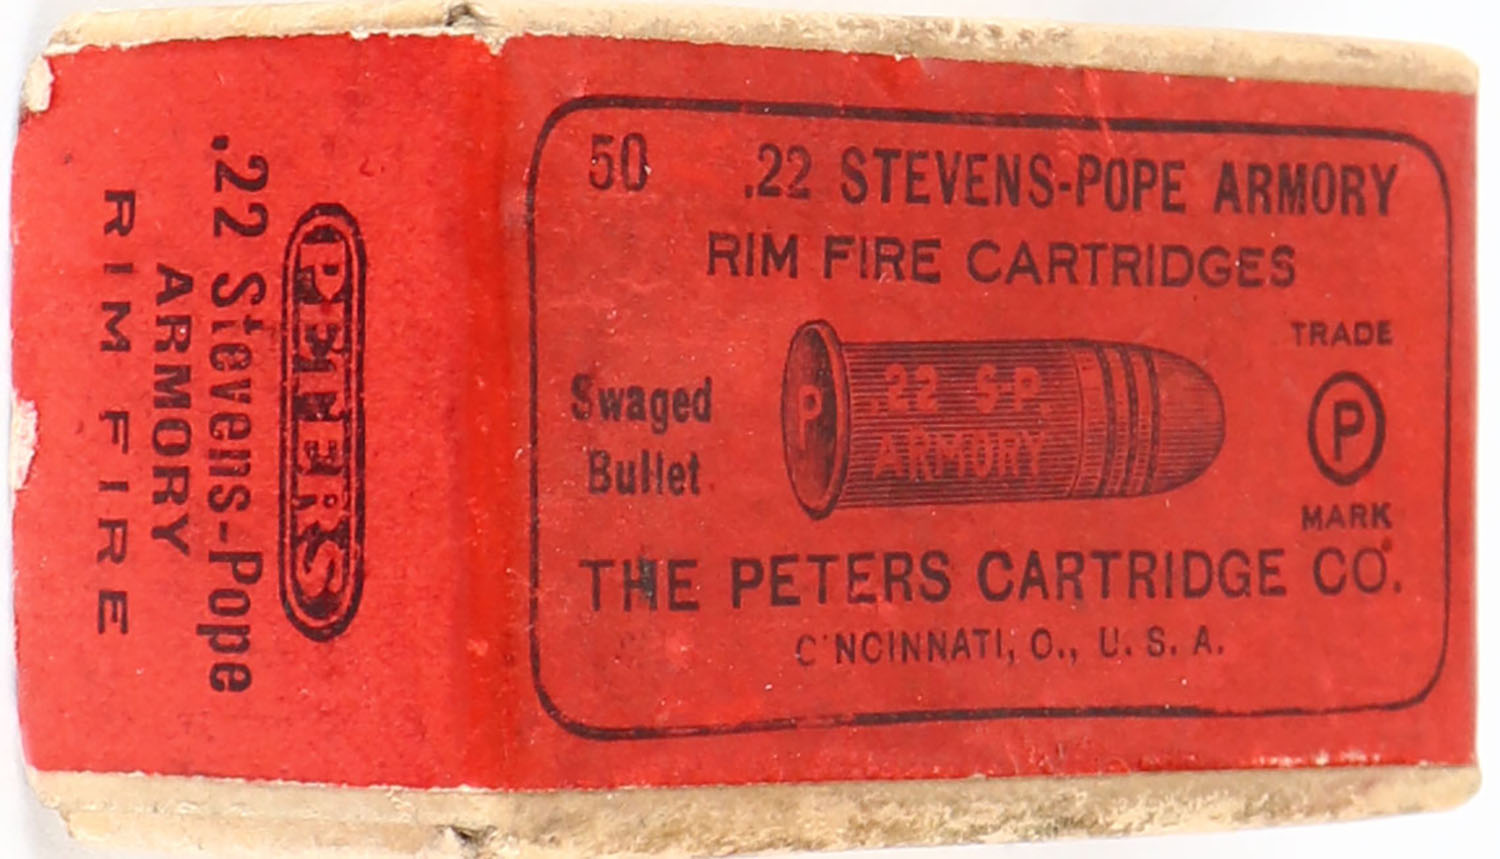 50 .22 STEVENS-POPE ARMORY
RIM FIRE CARTRIDGES
Swaged
Bullet
P
.22 S-P.
ARMORY
TRADE
P
MARK
THE PETERS CARTRIDGE CO.
CINCINNATI, O., U. S. A.
PETERS
.22 Stevens-Pope
ARMORY
RIM FIRE